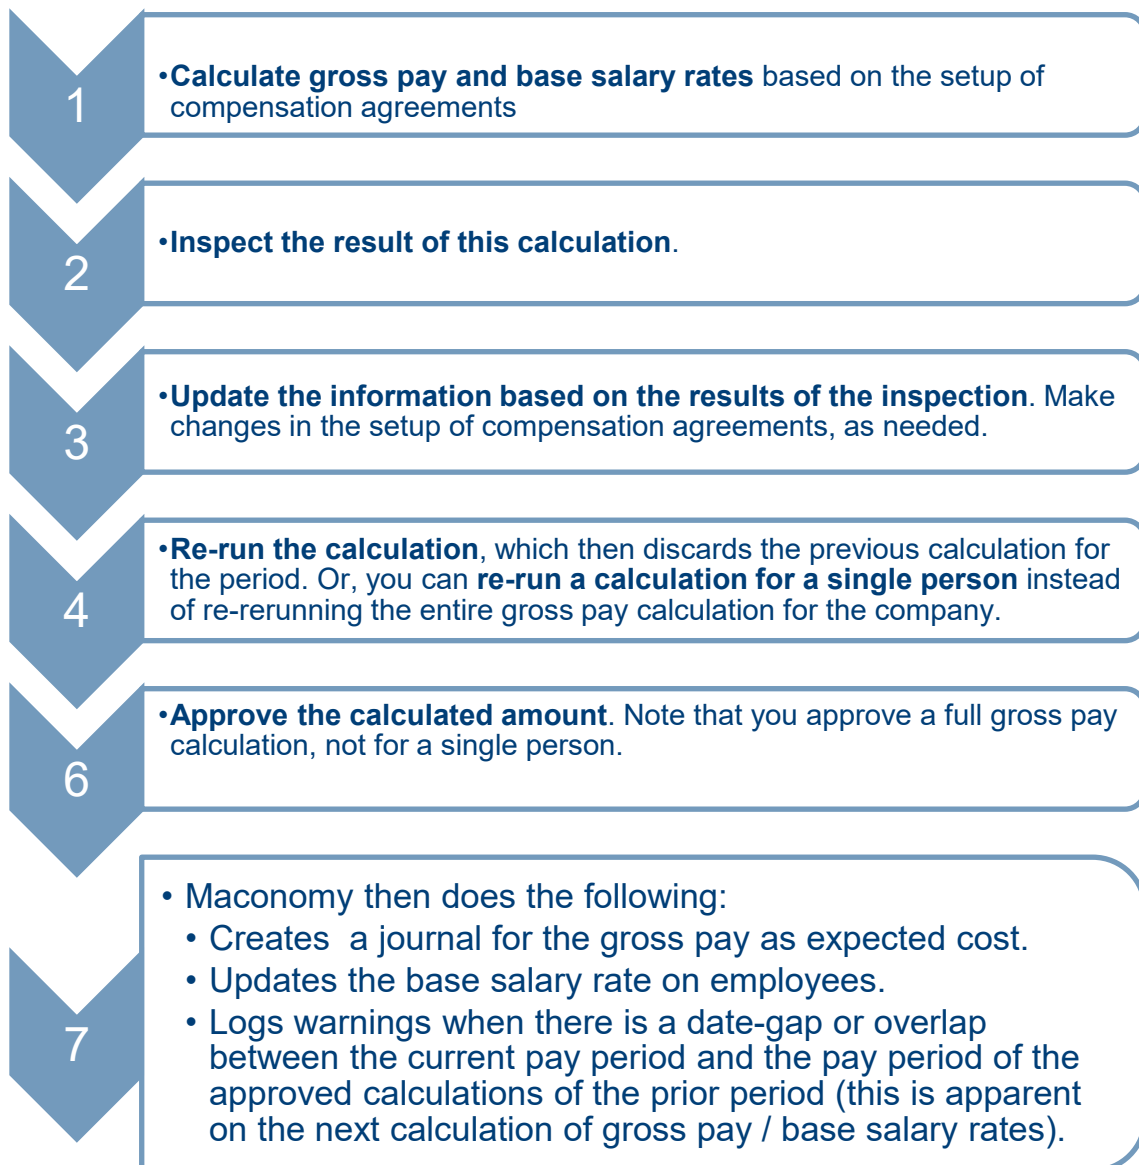 1
•Calculate gross pay and base salary rates based on the setup of
compensation agreements
2
•Inspect the result of this calculation.
3
•Update the information based on the results of the inspection. Make
changes in the setup of compensation agreements, as needed.
4
•Re-run the calculation, which then discards the previous calculation for
the period. Or, you can re-run a calculation for a single person instead
of re-rerunning the entire gross pay calculation for the company.
6
•Approve the calculated amount. Note that you approve a full gross pay
calculation, not for a single person.
7
• Maconomy then does the following:
• Creates  a journal for the gross pay as expected cost.
• Updates the base salary rate on employees.
• Logs warnings when there is a date-gap or overlap
between the current pay period and the pay period of the
approved calculations of the prior period (this is apparent
on the next calculation of gross pay / base salary rates).